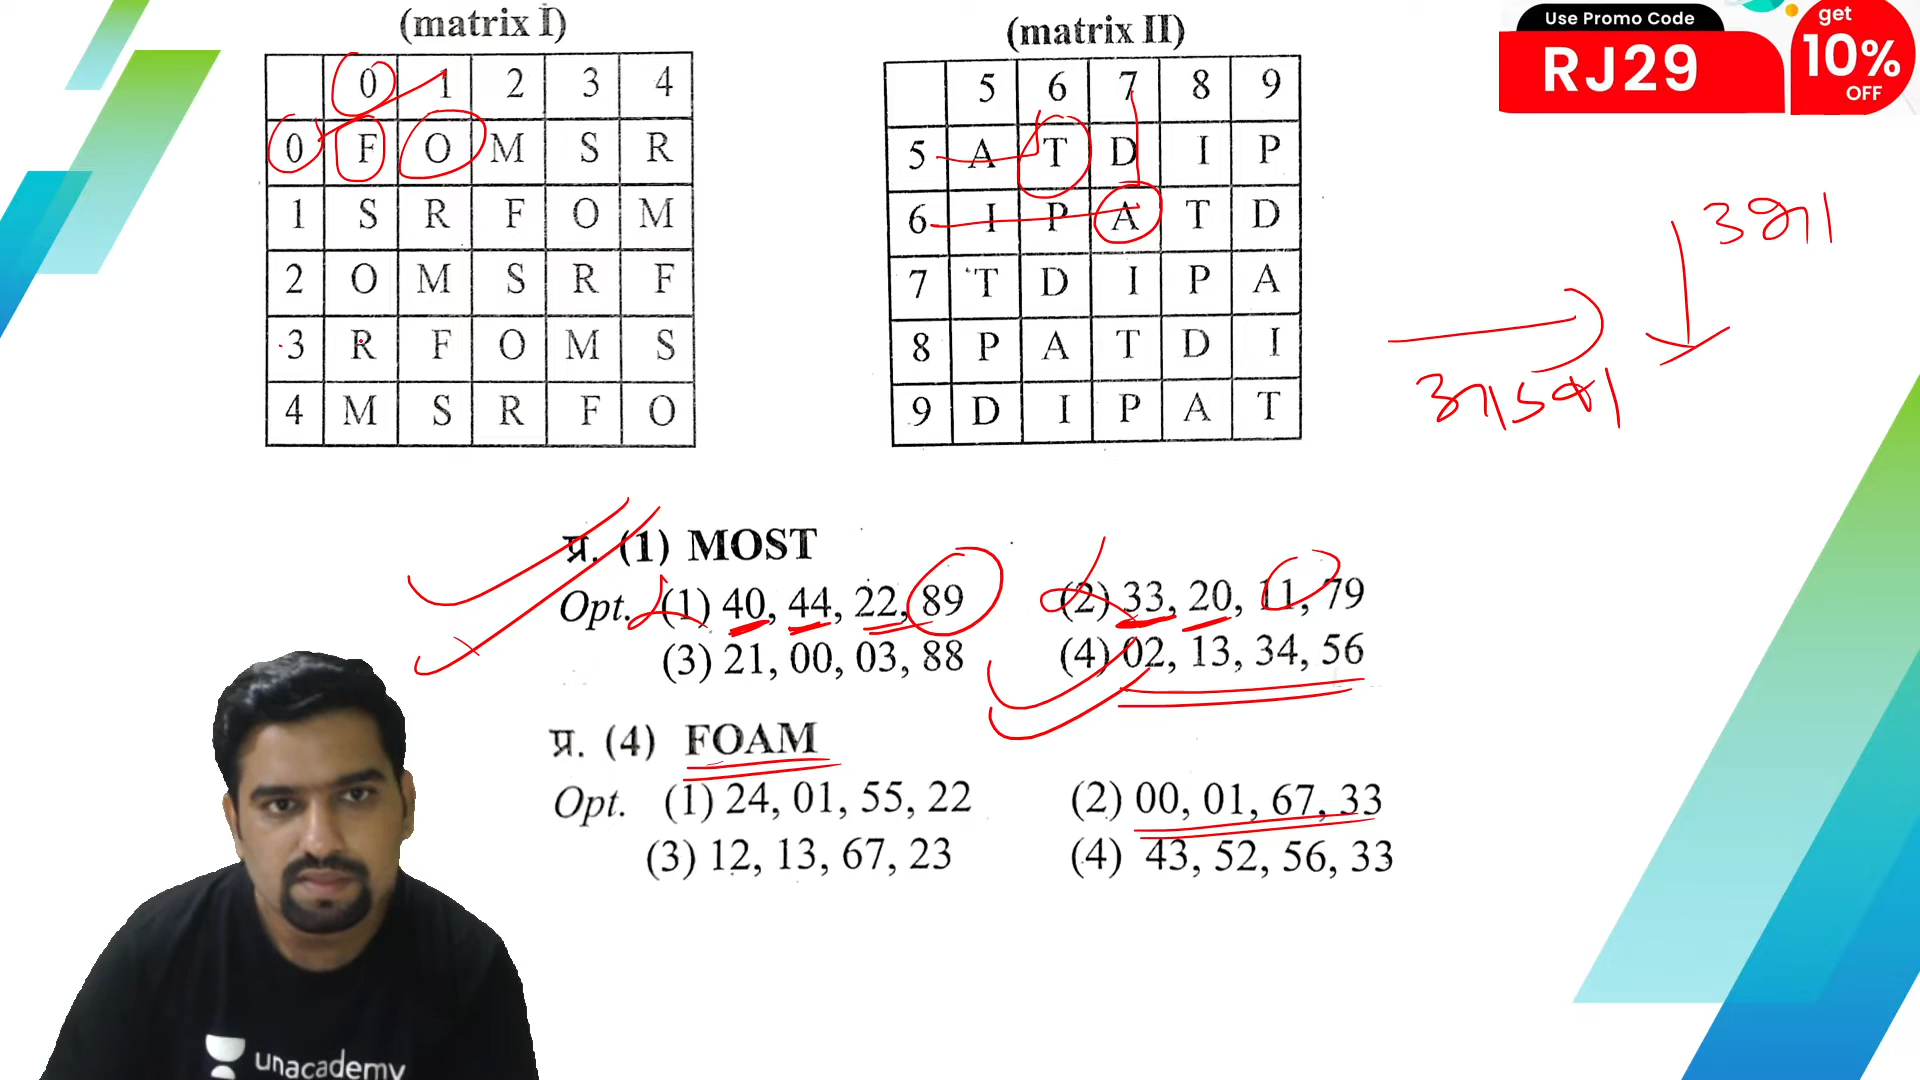 (matrix I)
0 1 2 3 4
0 F O M S R
1 S R F O M
2 O M S R F
3 R F O M S
4 M S R F O
(matrix II)
5 6 7 8 9
5 A T D I P
6 I P A T D
7 T D I P A
8 P A T D I
9 D I P A T
Use Promo Code
RJ29
get
10%
OFF
उभा
आडवा
प्र. (1) MOST
Opt. (1) 40, 44, 22, 89 (2) 33, 20, 11, 79
(3) 21, 00, 03, 88 (4) 02, 13, 34, 56
प्र. (4) FOAM
Opt. (1) 24, 01, 55, 22 (2) 00, 01, 67, 33
(3) 12, 13, 67, 23 (4) 43, 52, 56, 33
unacademy